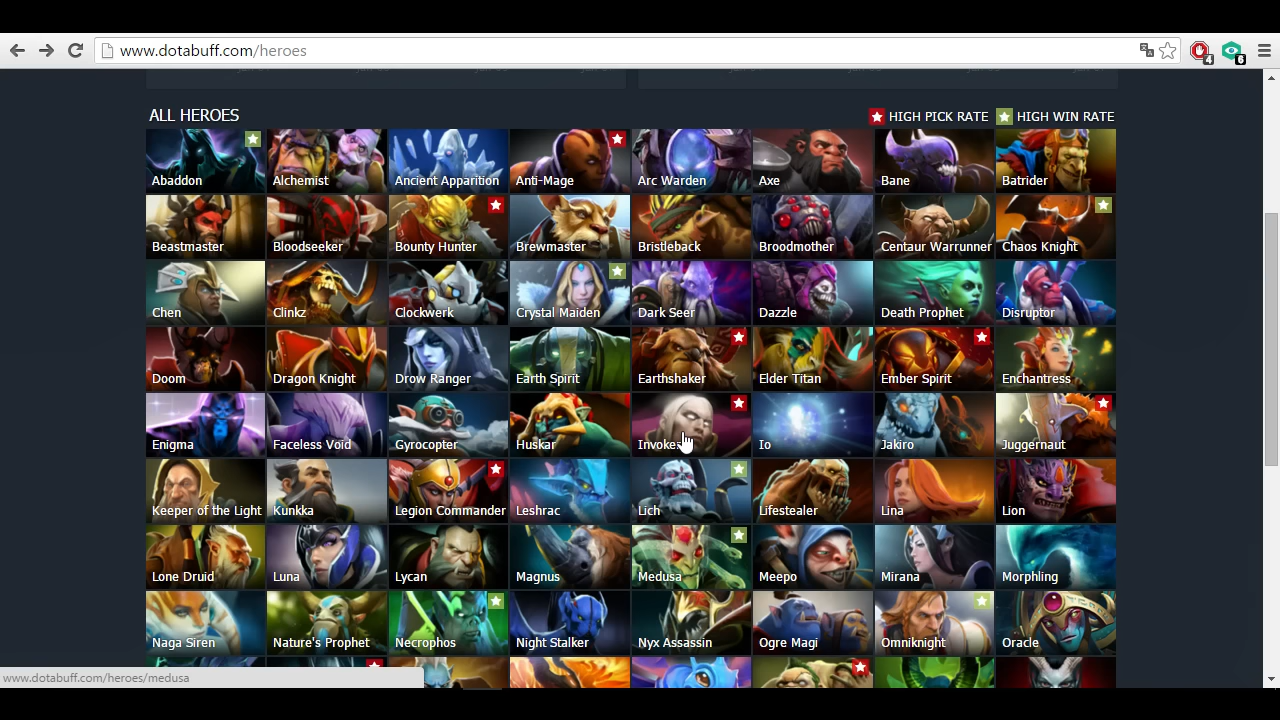 www.dotabuff.com/heroes
4
6
ALL HEROES
HIGH PICK RATE HIGH WIN RATE
Abaddon Alchemist Ancient Apparition Anti-Mage Arc Warden Axe Bane Batrider
Beastmaster Bloodseeker Bounty Hunter Brewmaster Bristleback Broodmother Centaur Warrunner Chaos Knight
Chen Clinkz Clockwerk Crystal Maiden Dark Seer Dazzle Death Prophet Disruptor
Doom Dragon Knight Drow Ranger Earth Spirit Earthshaker Elder Titan Ember Spirit Enchantress
Enigma Faceless Void Gyrocopter Huskar Invoker Io Jakiro Juggernaut
Keeper of the Light Kunkka Legion Commander Leshrac Lich Lifestealer Lina Lion
Lone Druid Luna Lycan Magnus Medusa Meepo Mirana Morphling
Naga Siren Nature's Prophet Necrophos Night Stalker Nyx Assassin Ogre Magi Omniknight Oracle
www.dotabuff.com/heroes/medusa